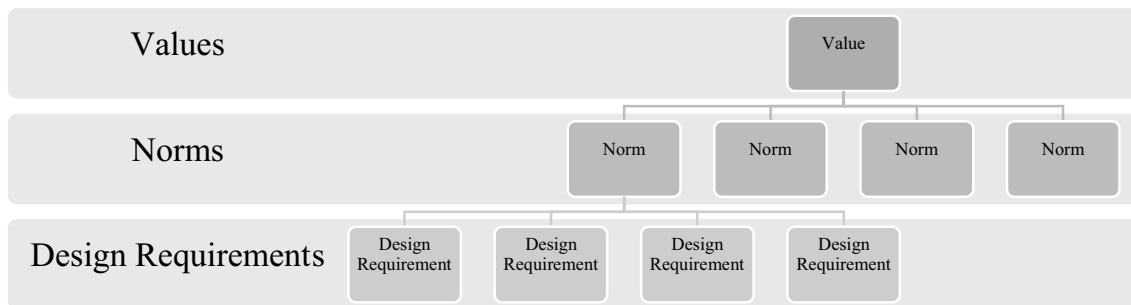 Values
Value
Norms
Norm
Norm
Norm
Norm
Design Requirements
Design
Requirement
Design
Requirement
Design
Requirement
Design
Requirement